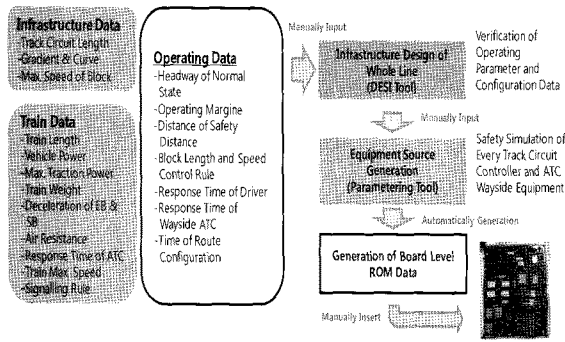 Infrastructure Data
-Track Circuit Length
-Gradient & Curve
-Max. Speed of Block
Train Data
-Train Length
-Vehicle Power
-Max. Traction Power
-Train Weight
-Deceleration of EB &
SB
-Air Resistance
-Response Time of ATC
-Train Max. Speed
-Signalling Rule
Operating Data
-Headway of Normal
State
-Operating Margine
-Distance of Safety
Distance
-Block Length and Speed
Control Rule
-Response Time of Driver
-Response Time of
Wayside ATC
-Time of Route
Configuration
Manually Input
Infrastructure Design of
Whole Line
(DESI Tool)
Verification of
Operating
Parameter and
Configuration Data
Manually Input
Equipment Source
Generation
(Parametering Tool)
Safety Simulation of
Every Track Circuit
Controller and ATC
Wayside Equipment
Automatically Generation
Generation of Board Level
ROM Data
Manually Insert